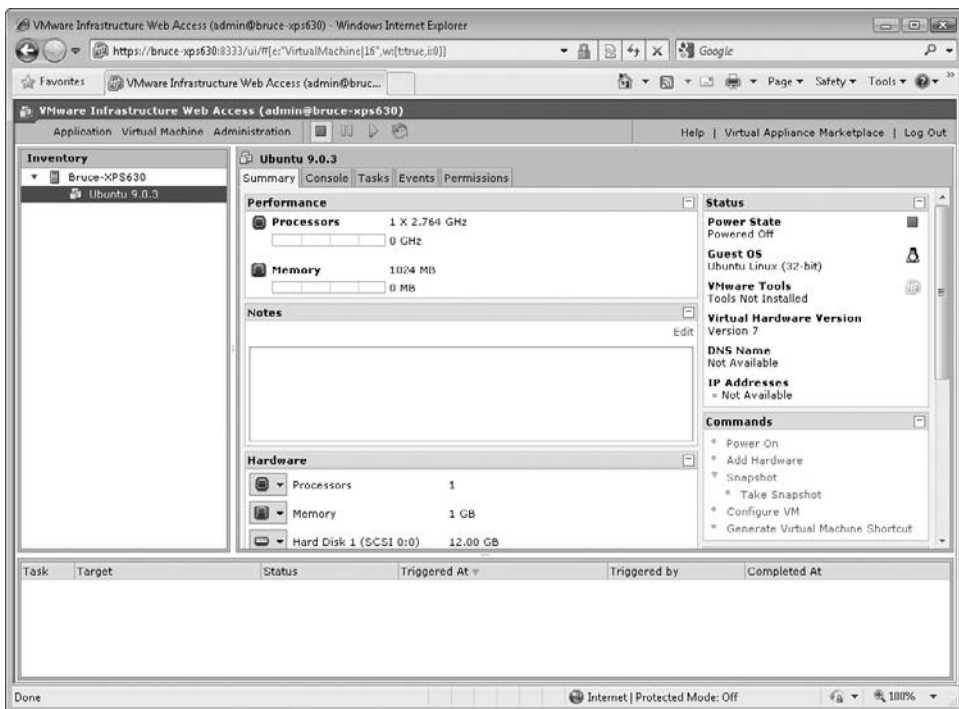 VMware Infrastructure Web Access (admin@bruce-xps630) - Windows Internet Explorer
https://bruce-xps630:8333/ui/#[e:"VirtualMachine|16",w:[t:true,i:0]]
Google
Favorites
VMware Infrastructure Web Access (admin@bruc...
Page Safety Tools
VMware Infrastructure Web Access (admin@bruce-xps630)
Application Virtual Machine Administration
Help | Virtual Appliance Marketplace | Log Out
Inventory
Bruce-XPS630
Ubuntu 9.0.3
Ubuntu 9.0.3
Summary Console Tasks Events Permissions
Performance
Processors 1 X 2.764 GHz
0 GHz
Memory 1024 MB
0 MB
Notes
Edit
Hardware
Processors 1
Memory 1 GB
Hard Disk 1 (SCSI 0:0) 12.00 GB
Status
Power State
Powered Off
Guest OS
Ubuntu Linux (32-bit)
VMware Tools
Tools Not Installed
Virtual Hardware Version
Version 7
DNS Name
Not Available
IP Addresses
Not Available
Commands
Power On
Add Hardware
Snapshot
Take Snapshot
Configure VM
Generate Virtual Machine Shortcut
Task Target Status Triggered At Triggered by Completed At
Done
Internet | Protected Mode: Off
100%